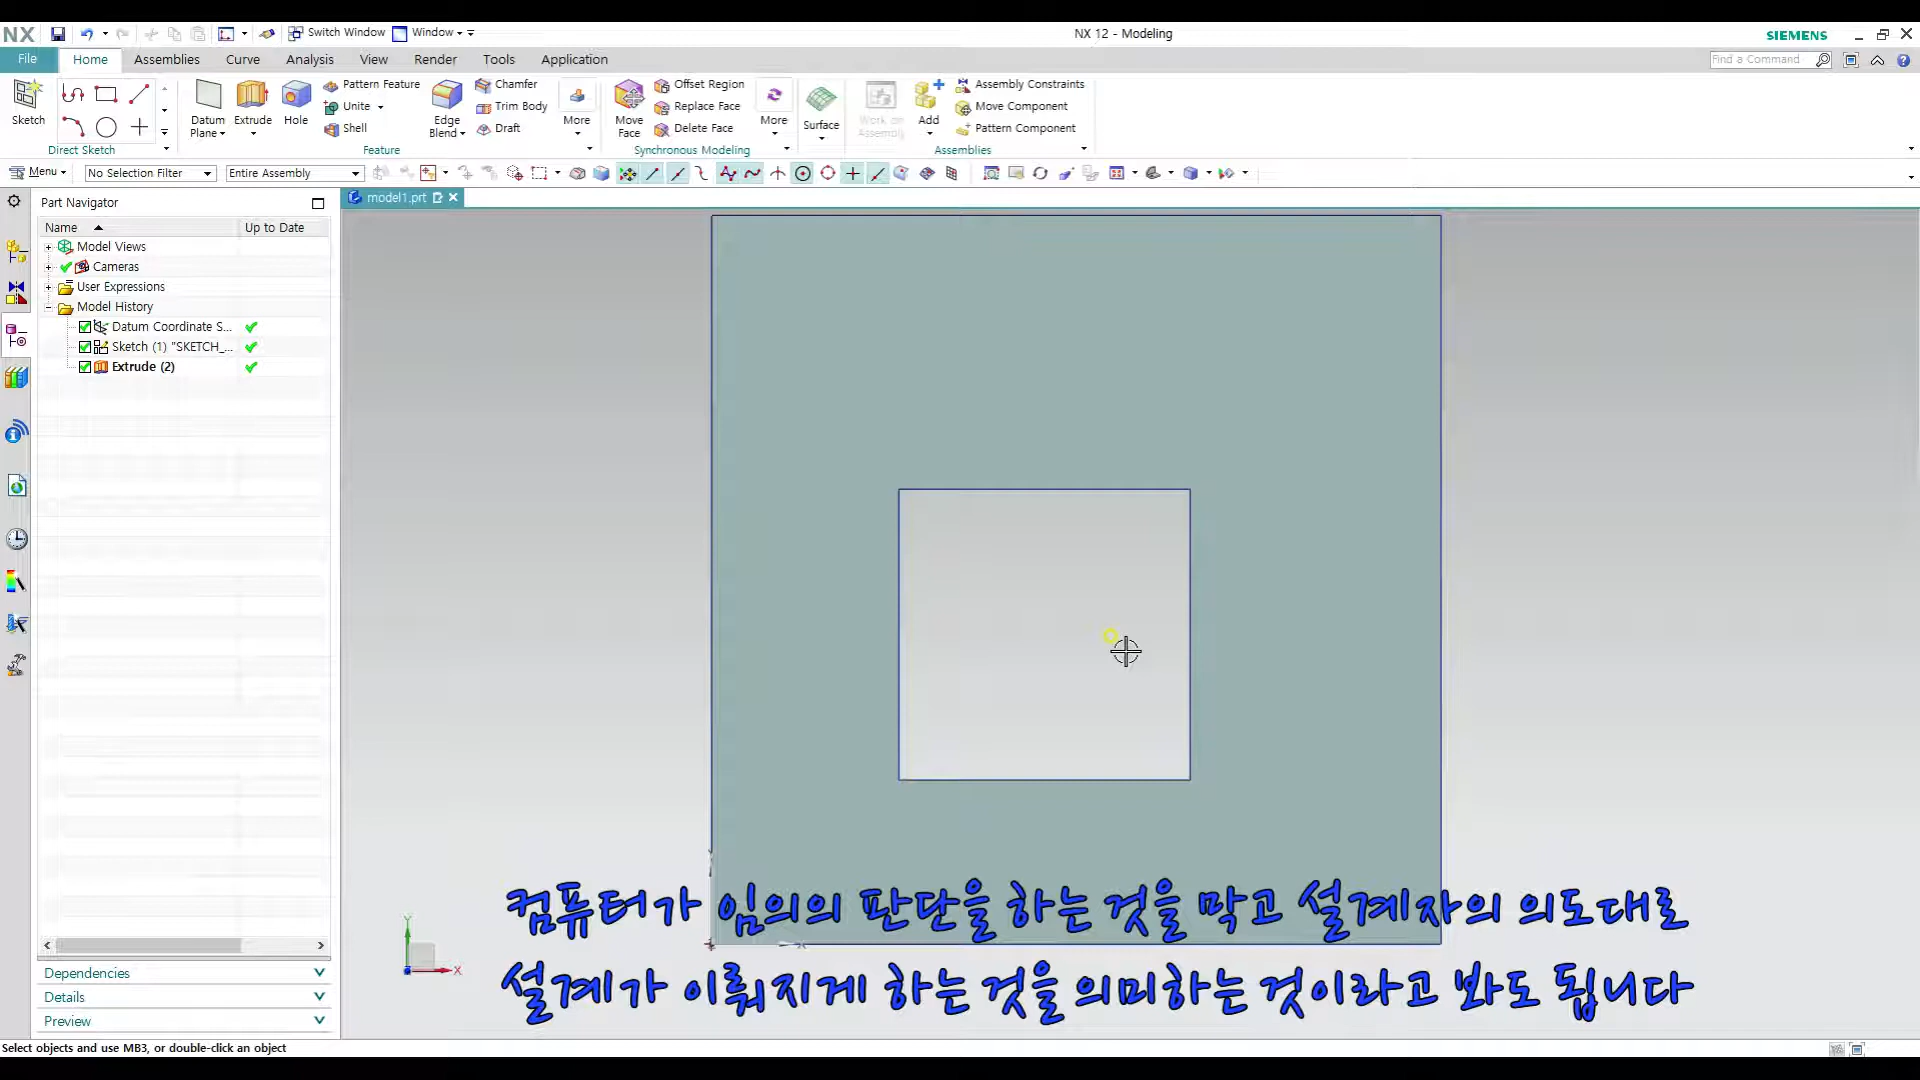 NX
Switch Window
Window
NX 12 - Modeling
SIEMENS
File
Home
Assemblies
Curve
Analysis
View
Render
Tools
Application
Find a Command
Sketch
Direct Sketch
Datum Plane
Extrude
Hole
Pattern Feature
Unite
Shell
Edge Blend
Chamfer
Trim Body
Draft
More
Feature
Move Face
Offset Region
Replace Face
Delete Face
More
Synchronous Modeling
Surface
Work on Assembly
Add
Assembly Constraints
Move Component
Pattern Component
Assemblies
Menu
No Selection Filter
Entire Assembly
model1.prt
Part Navigator
Name
Up to Date
Model Views
Cameras
User Expressions
Model History
Datum Coordinate S...
Sketch (1) "SKETCH_...
Extrude (2)
Dependencies
Details
Preview
Y
X
컴퓨터가 임의의 판단을 하는 것을 막고 설계자의 의도대로
설계가 이뤄지게 하는 것을 의미하는 것이라고 봐도 됩니다
Select objects and use MB3, or double-click an object